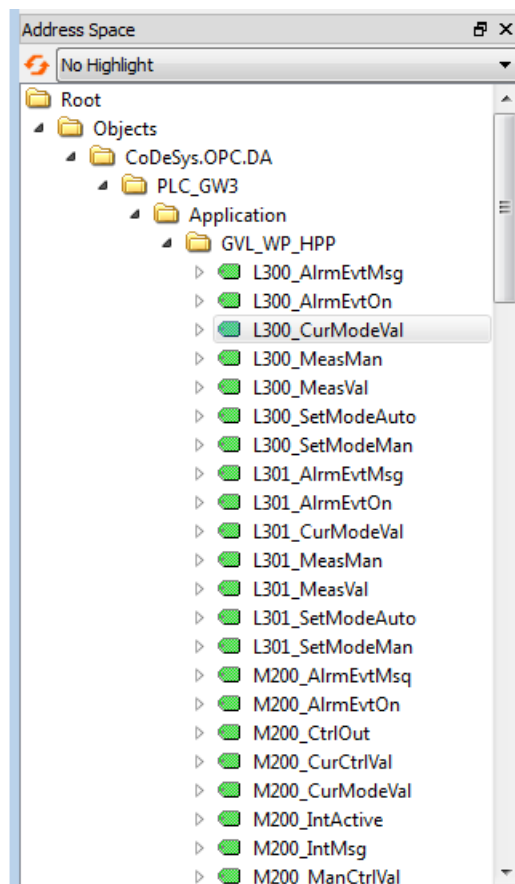 Address Space
No Highlight
Root
Objects
CoDeSys.OPC.DA
PLC_GW3
Application
GVL_WP_HPP
L300_AlrmEvtMsg
L300_AlrmEvtOn
L300_CurModeVal
L300_MeasMan
L300_MeasVal
L300_SetModeAuto
L300_SetModeMan
L301_AlrmEvtMsg
L301_AlrmEvtOn
L301_CurModeVal
L301_MeasMan
L301_MeasVal
L301_SetModeAuto
L301_SetModeMan
M200_AlrmEvtMsq
M200_AlrmEvtOn
M200_CtrlOut
M200_CurCtrlVal
M200_CurModeVal
M200_IntActive
M200_IntMsg
M200_ManCtrlVal